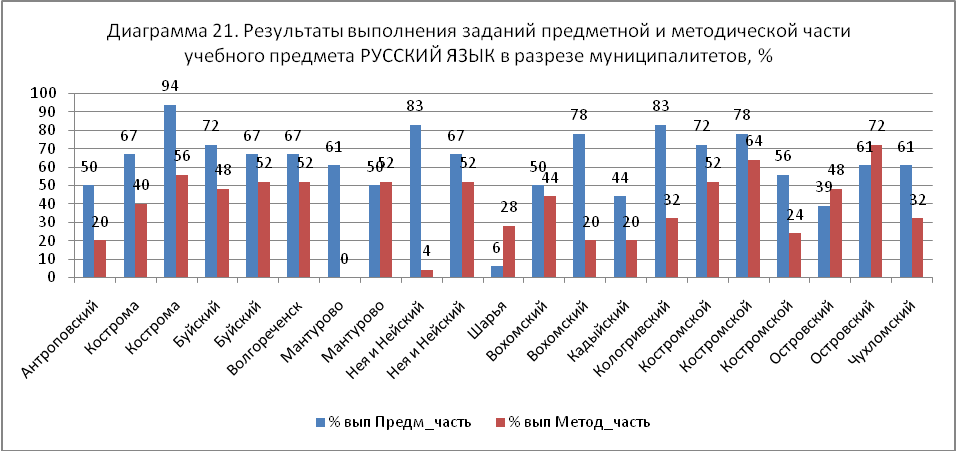 Диаграмма 21. Результаты выполнения заданий предметной и методической части
учебного предмета РУССКИЙ ЯЗЫК в разрезе муниципалитетов, %
100
90
80
70
60
50
40
30
20
10
0
50 20
67 40
94 56
72 48
67 52
67 52
61 0
50 52
83 4
67 52
6 28
50 44
78 20
44 20
83 32
72 52
78 64
56 24
39 48
61 72
61 32
Антроповский
Кострома
Кострома
Буйский
Буйский
Волгореченск
Мантурово
Мантурово
Нея и Нейский
Нея и Нейский
Шарья
Вохомский
Вохомский
Кадыйский
Кологривский
Костромской
Костромской
Костромской
Островский
Островский
Чухломский
% вып Предм_часть
% вып Метод_часть